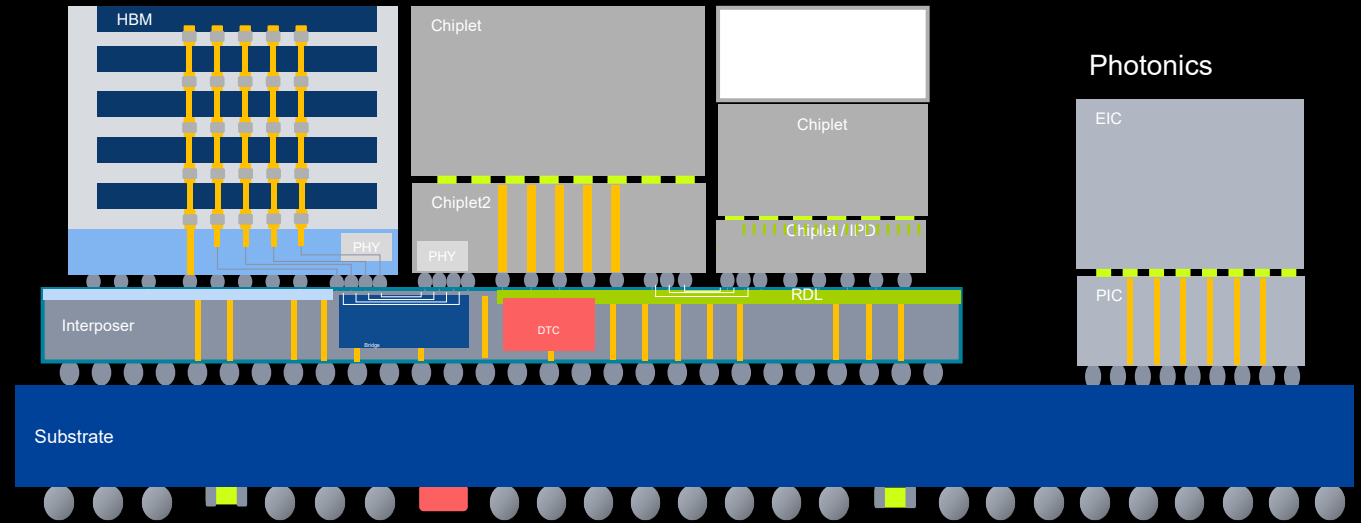 HBM
Chiplet
Chiplet
Photonics
EIC
Chiplet2
Chiplet / IPD
PHY
PHY
PIC
RDL
Interposer
DTC
Bridge
Substrate